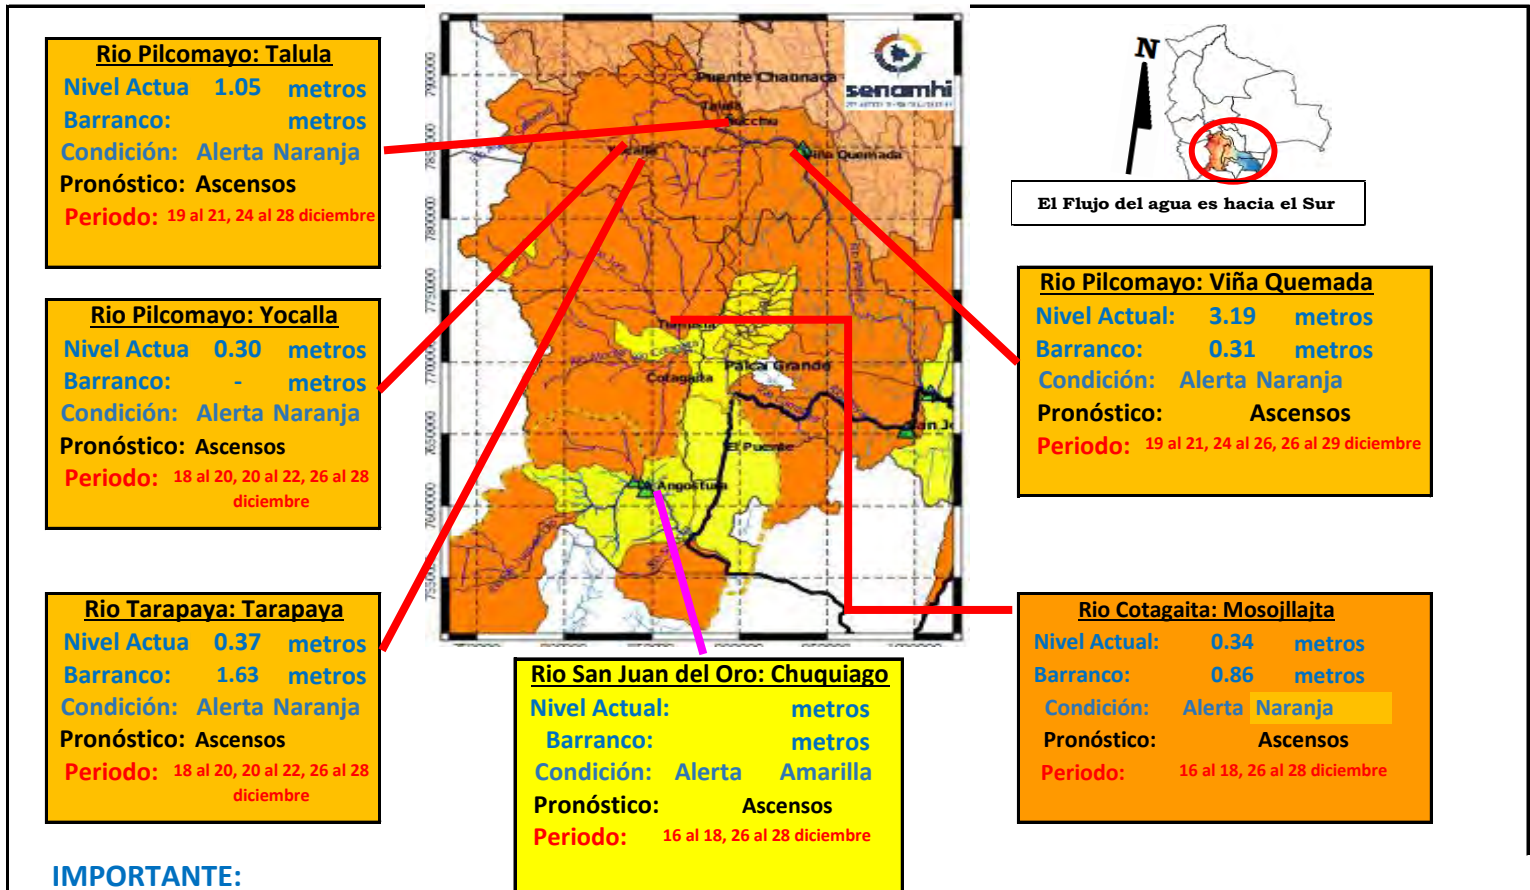 Rio Pilcomayo: Talula
Nivel Actua 1.05 metros
Barranco: metros
Condición: Alerta Naranja
Pronóstico: Ascensos
Periodo: 19 al 21, 24 al 28 diciembre
Rio Pilcomayo: Yocalla
Nivel Actua 0.30 metros
Barranco: - metros
Condición: Alerta Naranja
Pronóstico: Ascensos
Periodo: 18 al 20, 20 al 22, 26 al 28
diciembre
Rio Tarapaya: Tarapaya
Nivel Actua 0.37 metros
Barranco: 1.63 metros
Condición: Alerta Naranja
Pronóstico: Ascensos
Periodo: 18 al 20, 20 al 22, 26 al 28
diciembre
IMPORTANTE:
senamhi
Puente Chaunaca
Viña Quemada
Cotagaita
Palca Grande
El Puente
Angostura
7900000
7850000
7800000
7750000
7700000
7650000
7600000
Rio San Juan del Oro: Chuquiago
Nivel Actual: metros
Barranco: metros
Condición: Alerta Amarilla
Pronóstico: Ascensos
Periodo: 16 al 18, 26 al 28 diciembre
N
El Flujo del agua es hacia el Sur
Rio Pilcomayo: Viña Quemada
Nivel Actual: 3.19 metros
Barranco: 0.31 metros
Condición: Alerta Naranja
Pronóstico: Ascensos
Periodo: 19 al 21, 24 al 26, 26 al 29 diciembre
Rio Cotagaita: Mosojllajta
Nivel Actual: 0.34 metros
Barranco: 0.86 metros
Condición: Alerta Naranja
Pronóstico: Ascensos
Periodo: 16 al 18, 26 al 28 diciembre